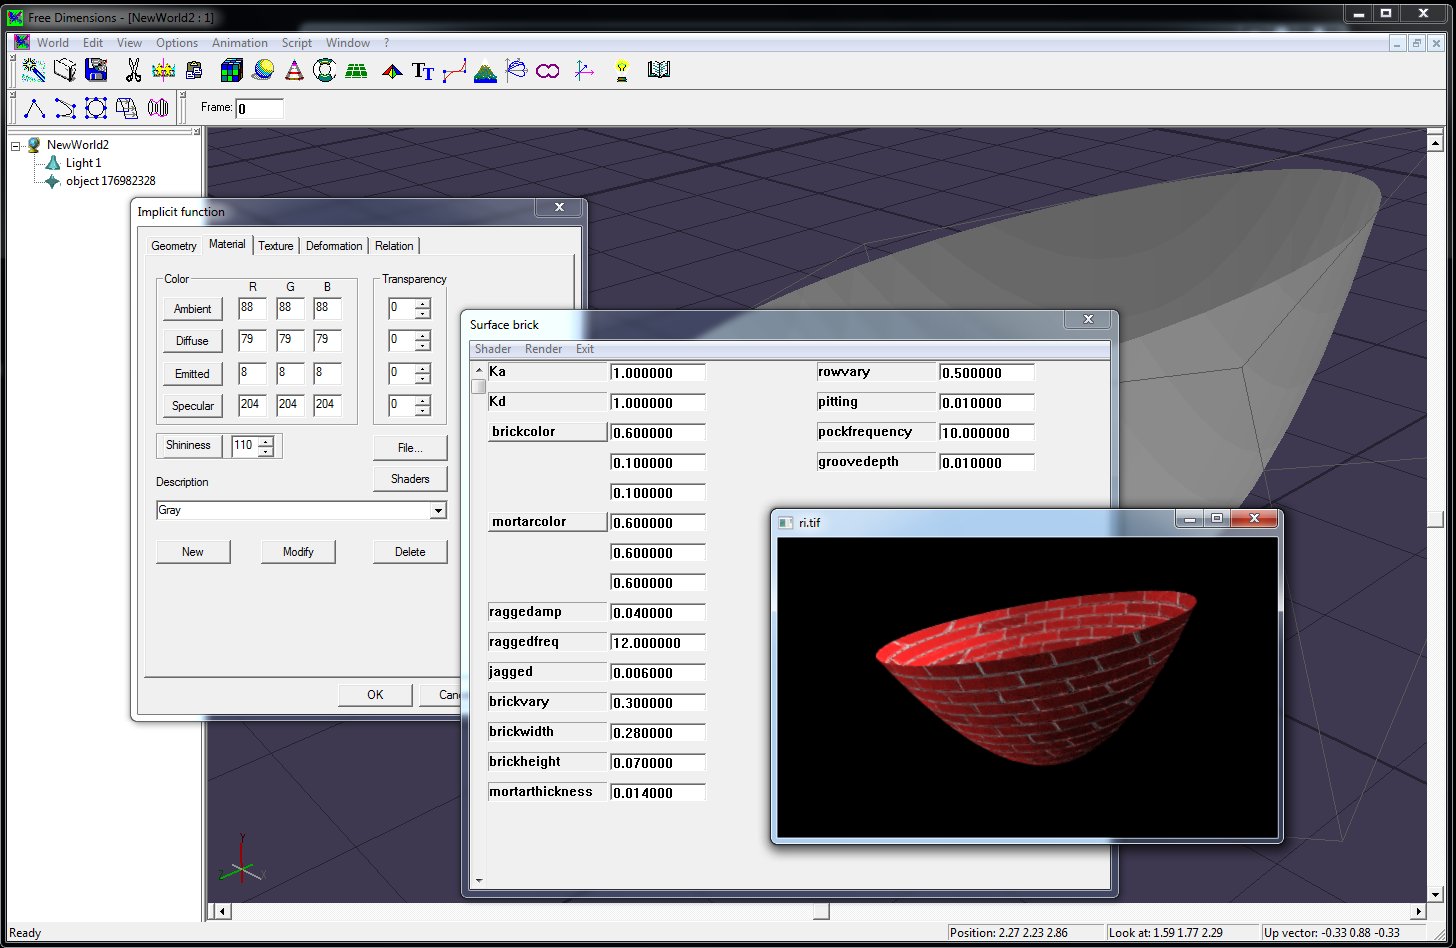 Free Dimensions - [NewWorld2 : 1]
World Edit View Options Animation Script Window ?
Frame: 0
NewWorld2
Light 1
object 176982328
Implicit function
Geometry Material Texture Deformation Relation
Color
R G B
Ambient 88 88 88
Diffuse 79 79 79
Emitted 8 8 8
Specular 204 204 204
Transparency
0
0
0
0
Shininess 110
File...
Shaders
Description
Gray
New Modify Delete
OK Canc
Surface brick
Shader Render Exit
Ka 1.000000
Kd 1.000000
brickcolor 0.600000
0.100000
0.100000
mortarcolor 0.600000
0.600000
0.600000
raggedamp 0.040000
raggedfreq 12.000000
jagged 0.006000
brickvary 0.300000
brickwidth 0.280000
brickheight 0.070000
mortarthickness 0.014000
rowvary 0.500000
pitting 0.010000
pockfrequency 10.000000
groovedepth 0.010000
ri.tif
Y
Z X
Ready
Position: 2.27 2.23 2.86 Look at: 1.59 1.77 2.29 Up vector: -0.33 0.88 -0.33